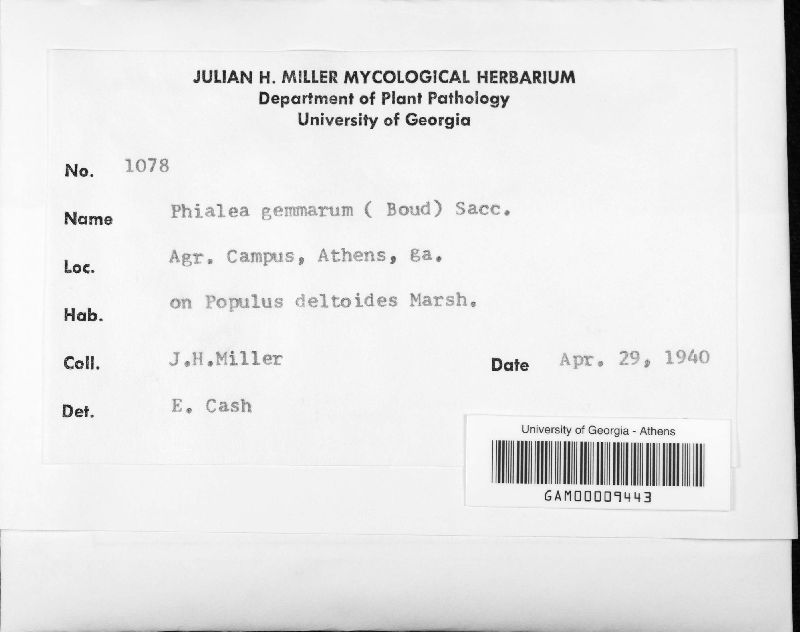 JULIAN H. MILLER MYCOLOGICAL HERBARIUM
Department of Plant Pathology
University of Georgia
No. 1078
Name Phialea gemmarum ( Boud) Sacc.
Loc. Agr. Campus, Athens, ga.
Hab. on Populus deltoides Marsh.
Coll. J.H.Miller Date Apr. 29, 1940
Det. E. Cash
University of Georgia - Athens
GAM00009443